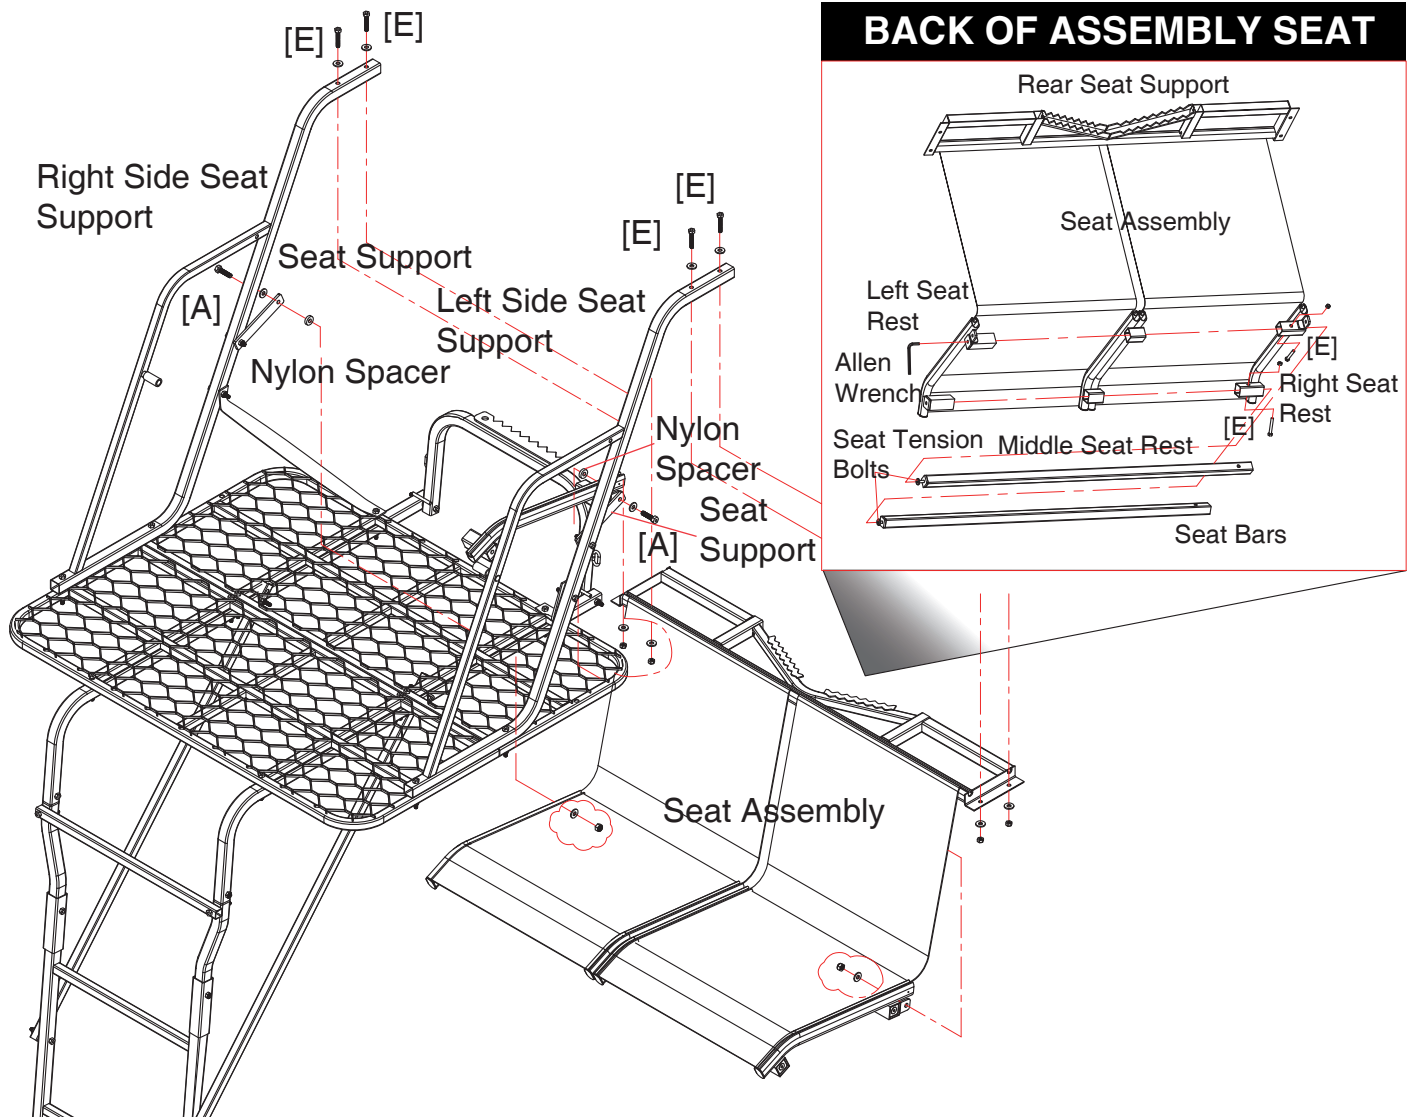 [E]
[E]
Right Side Seat
Support
Seat Support
[A]
Nylon Spacer
Left Side Seat
Support
[E]
[E]
Nylon
Spacer
Seat
Support
[A]
Seat Assembly
BACK OF ASSEMBLY SEAT
Rear Seat Support
Seat Assembly
Left Seat
Rest
Allen
Wrench
[E]
Right Seat
Rest
[E]
Seat Tension
Bolts
Middle Seat Rest
Seat Bars